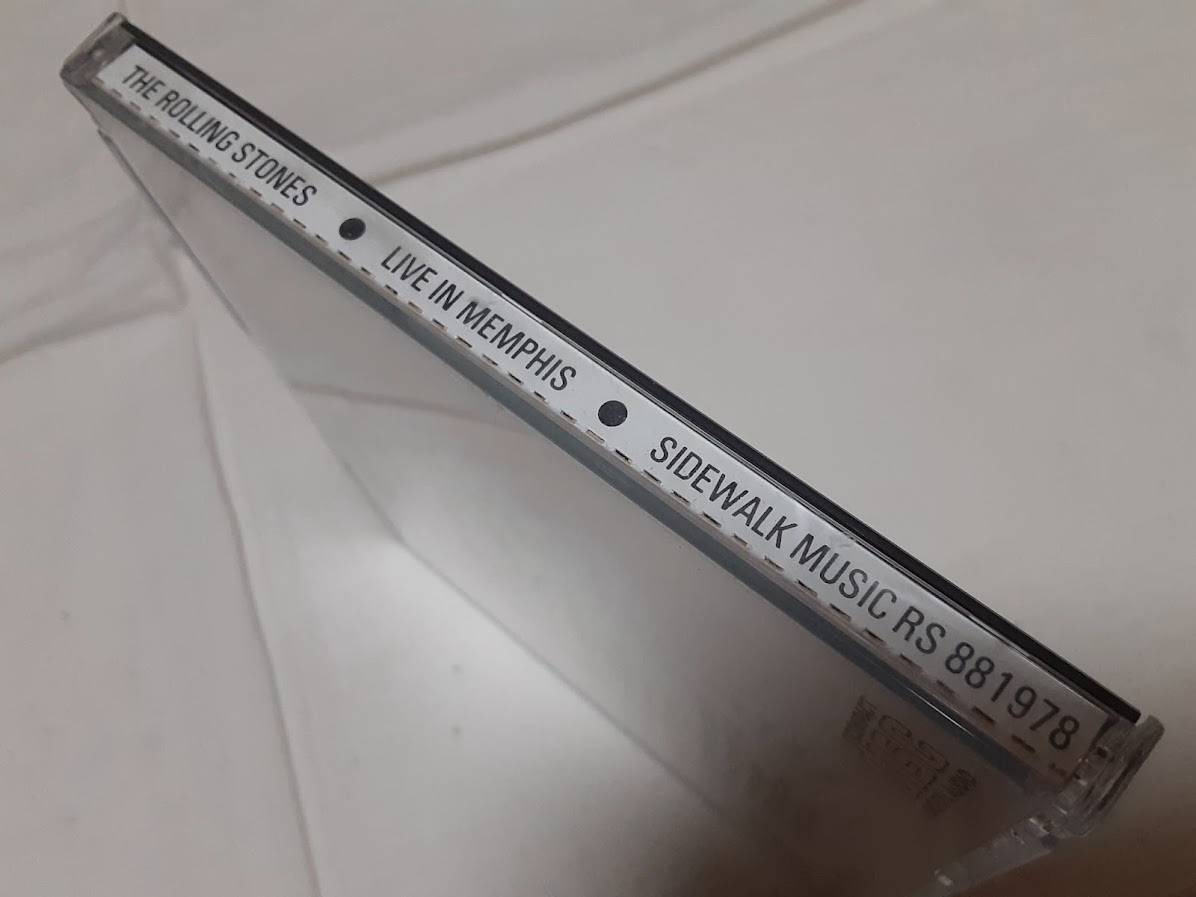 THE ROLLING STONES ● LIVE IN MEMPHIS ● SIDEWALK MUSIC RS 881978